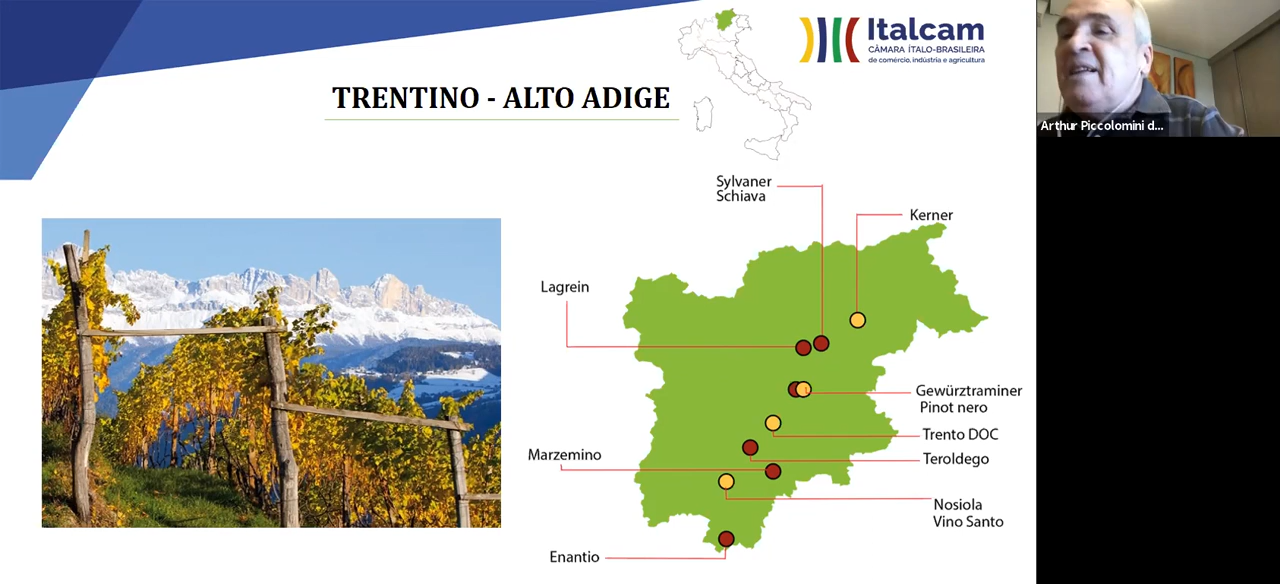 Italcam
CÂMARA ÍTALO-BRASILEIRA
de comércio, indústria e agricultura
TRENTINO - ALTO ADIGE
Arthur Piccolomini d...
Sylvaner
Schiava
Kerner
Lagrein
Gewürztraminer
Pinot nero
Trento DOC
Marzemino
Teroldego
Nosiola
Vino Santo
Enantio